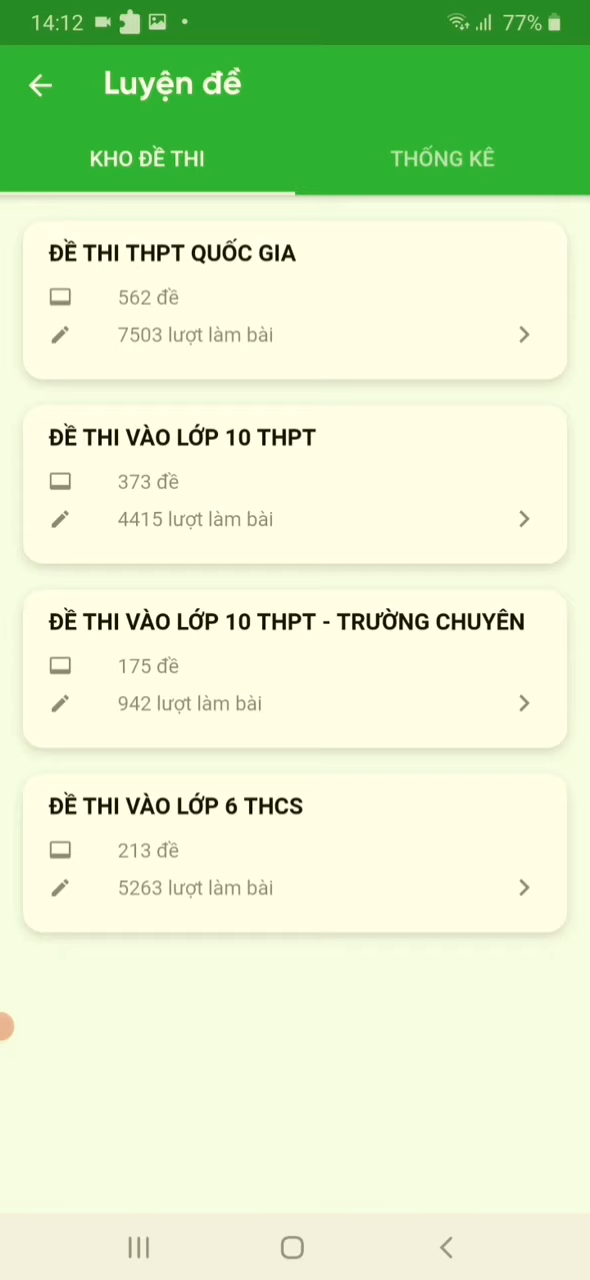 14:12
77%
Luyện đề
KHO ĐỀ THI
THỐNG KÊ
ĐỀ THI THPT QUỐC GIA
562 đề
7503 lượt làm bài
ĐỀ THI VÀO LỚP 10 THPT
373 đề
4415 lượt làm bài
ĐỀ THI VÀO LỚP 10 THPT - TRƯỜNG CHUYÊN
175 đề
942 lượt làm bài
ĐỀ THI VÀO LỚP 6 THCS
213 đề
5263 lượt làm bài